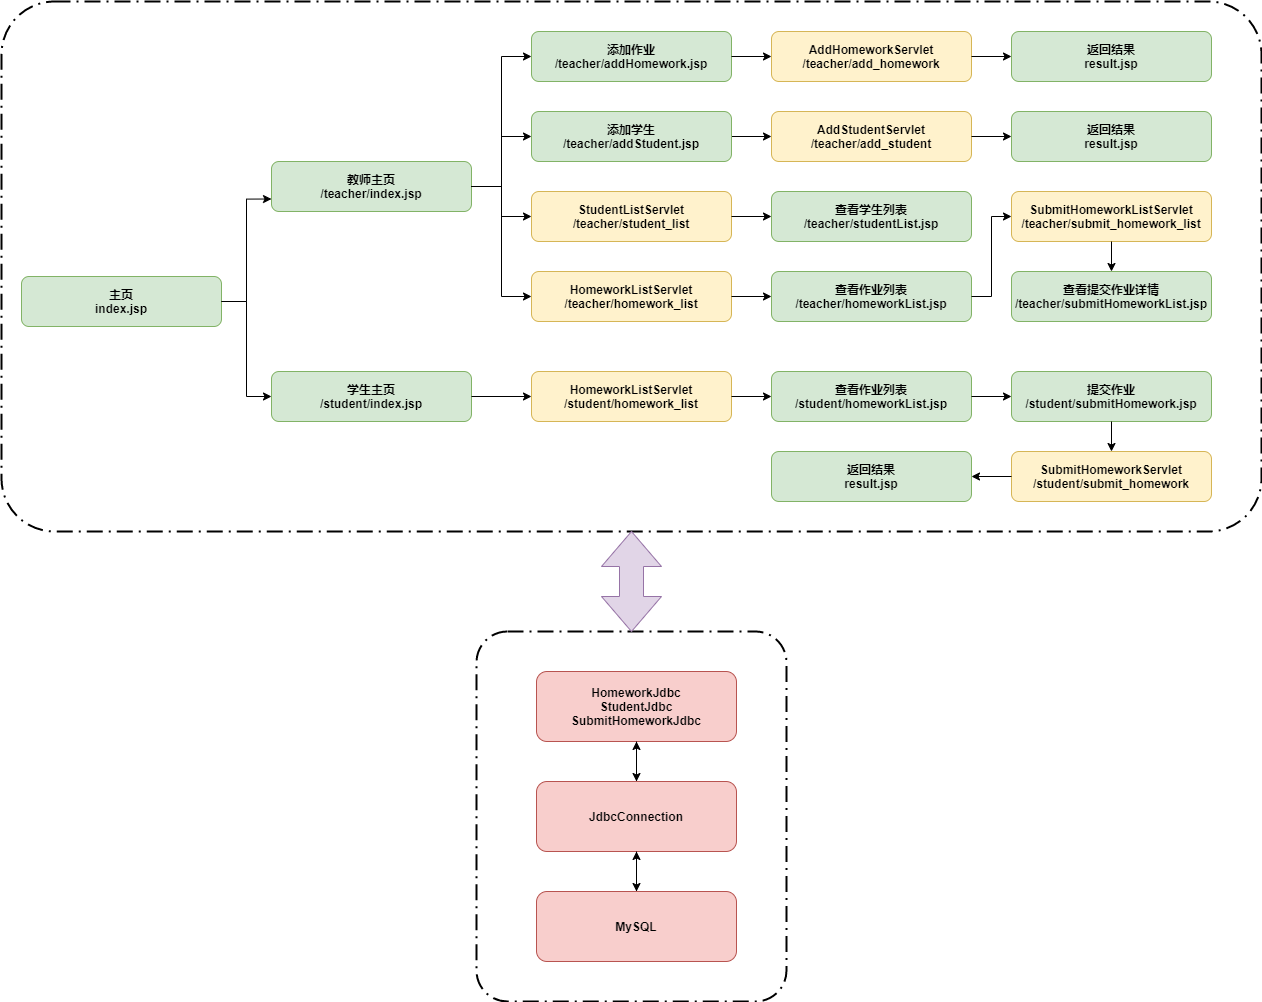 添加作业
/teacher/addHomework.jsp
AddHomeworkServlet
/teacher/add_homework
返回结果
result.jsp
添加学生
/teacher/addStudent.jsp
AddStudentServlet
/teacher/add_student
返回结果
result.jsp
教师主页
/teacher/index.jsp
StudentListServlet
/teacher/student_list
查看学生列表
/teacher/studentList.jsp
SubmitHomeworkListServlet
/teacher/submit_homework_list
主页
index.jsp
HomeworkListServlet
/teacher/homework_list
查看作业列表
/teacher/homeworkList.jsp
查看提交作业详情
/teacher/submitHomeworkList.jsp
学生主页
/student/index.jsp
HomeworkListServlet
/student/homework_list
查看作业列表
/student/homeworkList.jsp
提交作业
/student/submitHomework.jsp
返回结果
result.jsp
SubmitHomeworkServlet
/student/submit_homework
HomeworkJdbc
StudentJdbc
SubmitHomeworkJdbc
JdbcConnection
MySQL